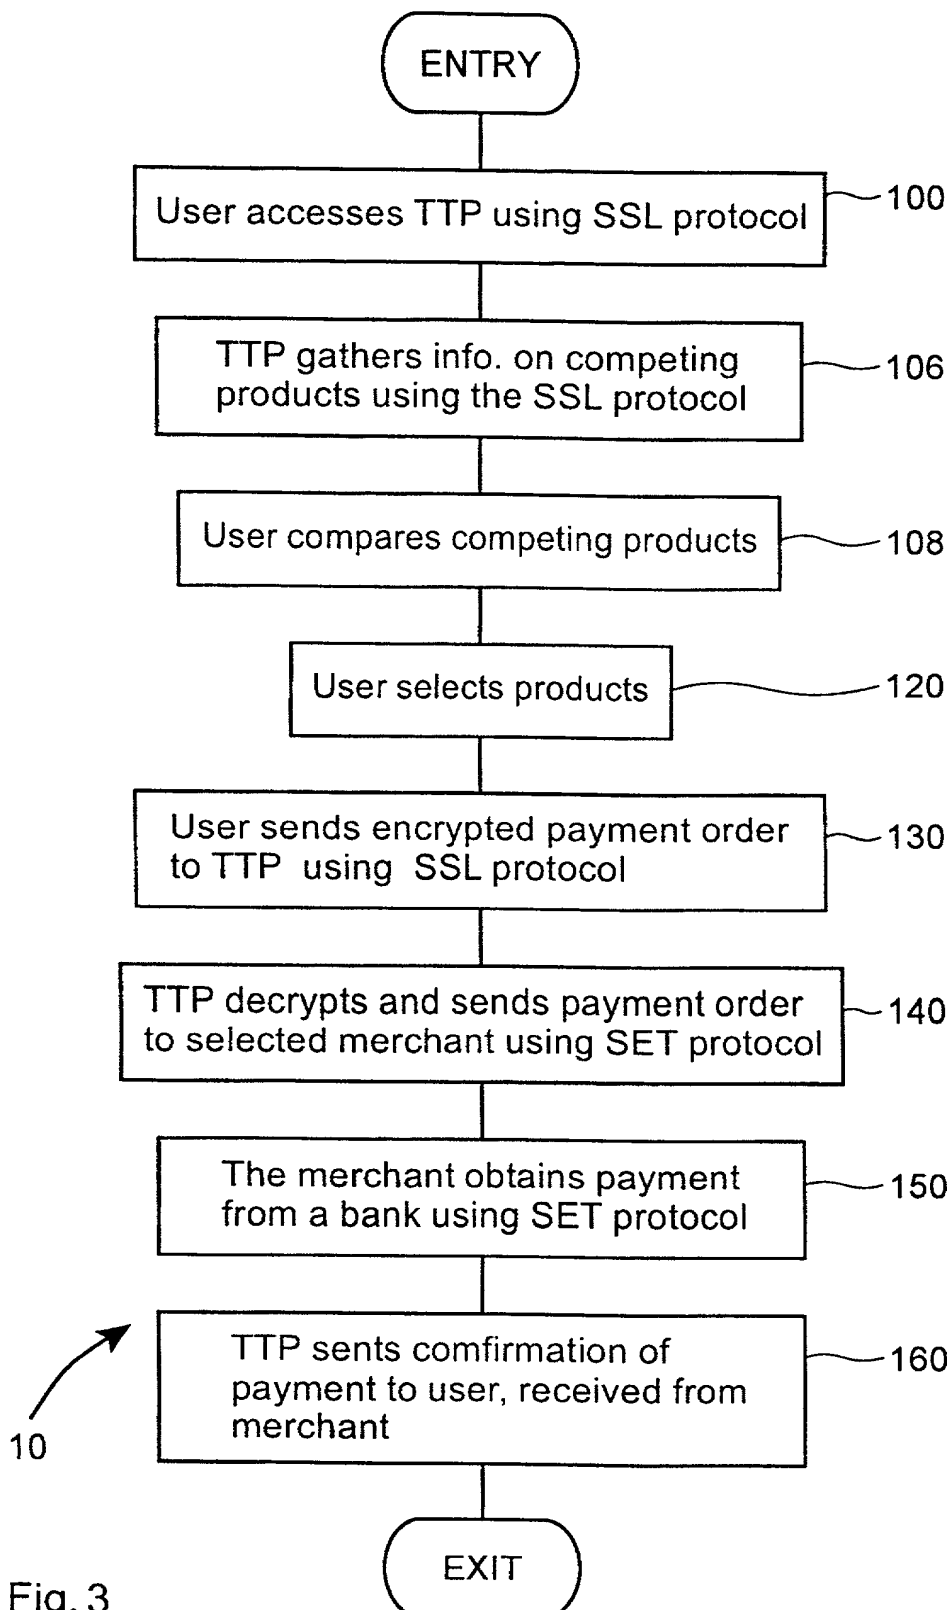 ENTRY
User accesses TTP using SSL protocol
100
TTP gathers info. on competing
products using the SSL protocol
106
User compares competing products
108
User selects products
120
User sends encrypted payment order
to TTP using SSL protocol
130
TTP decrypts and sends payment order
to selected merchant using SET protocol
140
The merchant obtains payment
from a bank using SET protocol
150
TTP sents comfirmation of
payment to user, received from
merchant
160
10
EXIT
Fig. 3